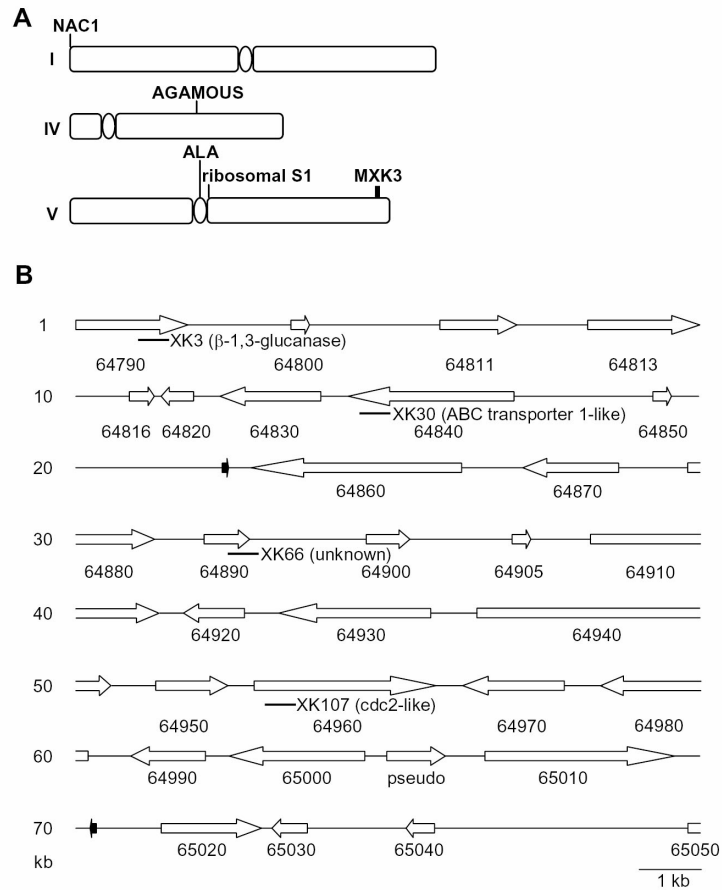 A
NAC1
I
AGAMOUS
IV
ALA
ribosomal S1 MXK3
V
B
1
XK3 (β-1,3-glucanase)
64790 64800 64811 64813
10
XK30 (ABC transporter 1-like)
64816 64820 64830 64840 64850
20
64860 64870
30
XK66 (unknown)
64880 64890 64900 64905 64910
40
64920 64930 64940
50
XK107 (cdc2-like)
64950 64960 64970 64980
60
64990 65000 pseudo 65010
70
65020 65030 65040 65050
kb
1 kb